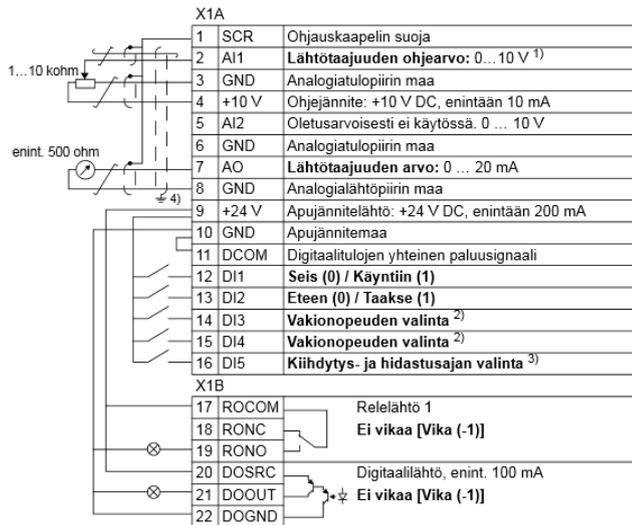 X1A
1 SCR Ohjauskaapelin suoja
2 AI1 Lähtötaajuuden ohjearvo: 0...10 V 1)
1...10 kohm
3 GND Analogiatulopiirin maa
4 +10 V Ohjejännite: +10 V DC, enintään 10 mA
5 AI2 Oletusarvoisesti ei käytössä. 0 ... 10 V
6 GND Analogiatulopiirin maa
enint. 500 ohm
7 AO Lähtötaajuuden arvo: 0 ... 20 mA
8 GND Analogialähtöpiirin maa
4)
9 +24 V Apujännitelähtö: +24 V DC, enintään 200 mA
10 GND Apujännitemaa
11 DCOM Digitaalitulojen yhteinen paluusignaali
12 DI1 Seis (0) / Käyntiin (1)
13 DI2 Eteen (0) / Taakse (1)
14 DI3 Vakionopeuden valinta 2)
15 DI4 Vakionopeuden valinta 2)
16 DI5 Kiihdytys- ja hidastusajan valinta 3)
X1B
17 ROCOM Relelähtö 1
18 RONC Ei vikaa [Vika (-1)]
19 RONO
20 DOSRC Digitaalilähtö, enint. 100 mA
21 DOOUT Ei vikaa [Vika (-1)]
22 DOGND